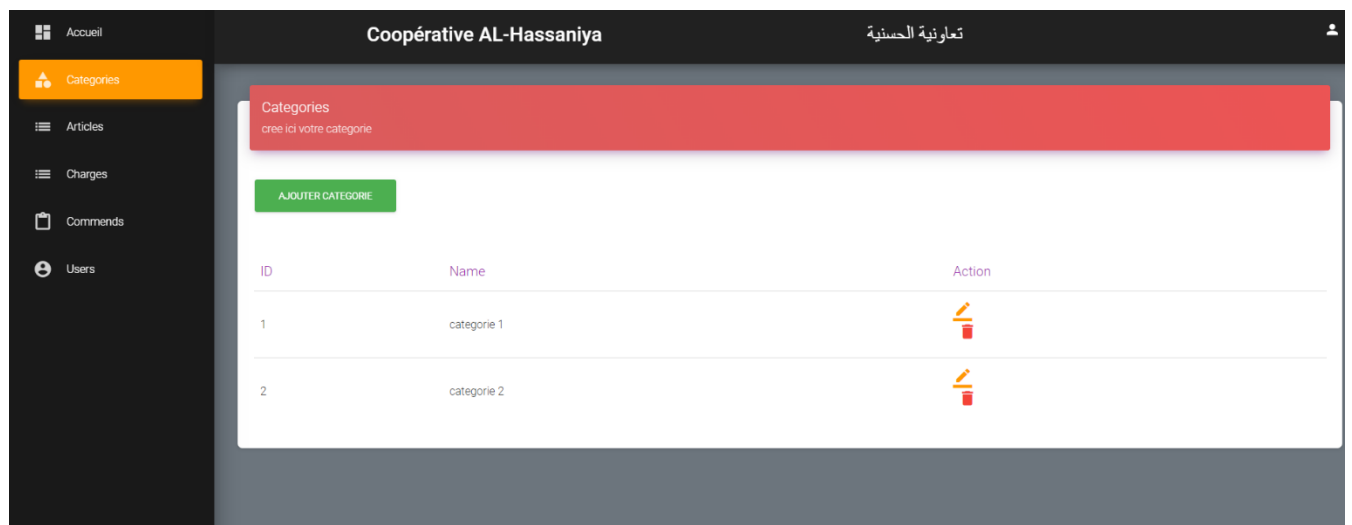 Accueil
Coopérative AL-Hassaniya
تعاونية الحسنية
Categories
Articles
Charges
Commends
Users
Categories
cree ici votre categorie
AJOUTER CATEGORIE
ID Name Action
1 categorie 1
2 categorie 2